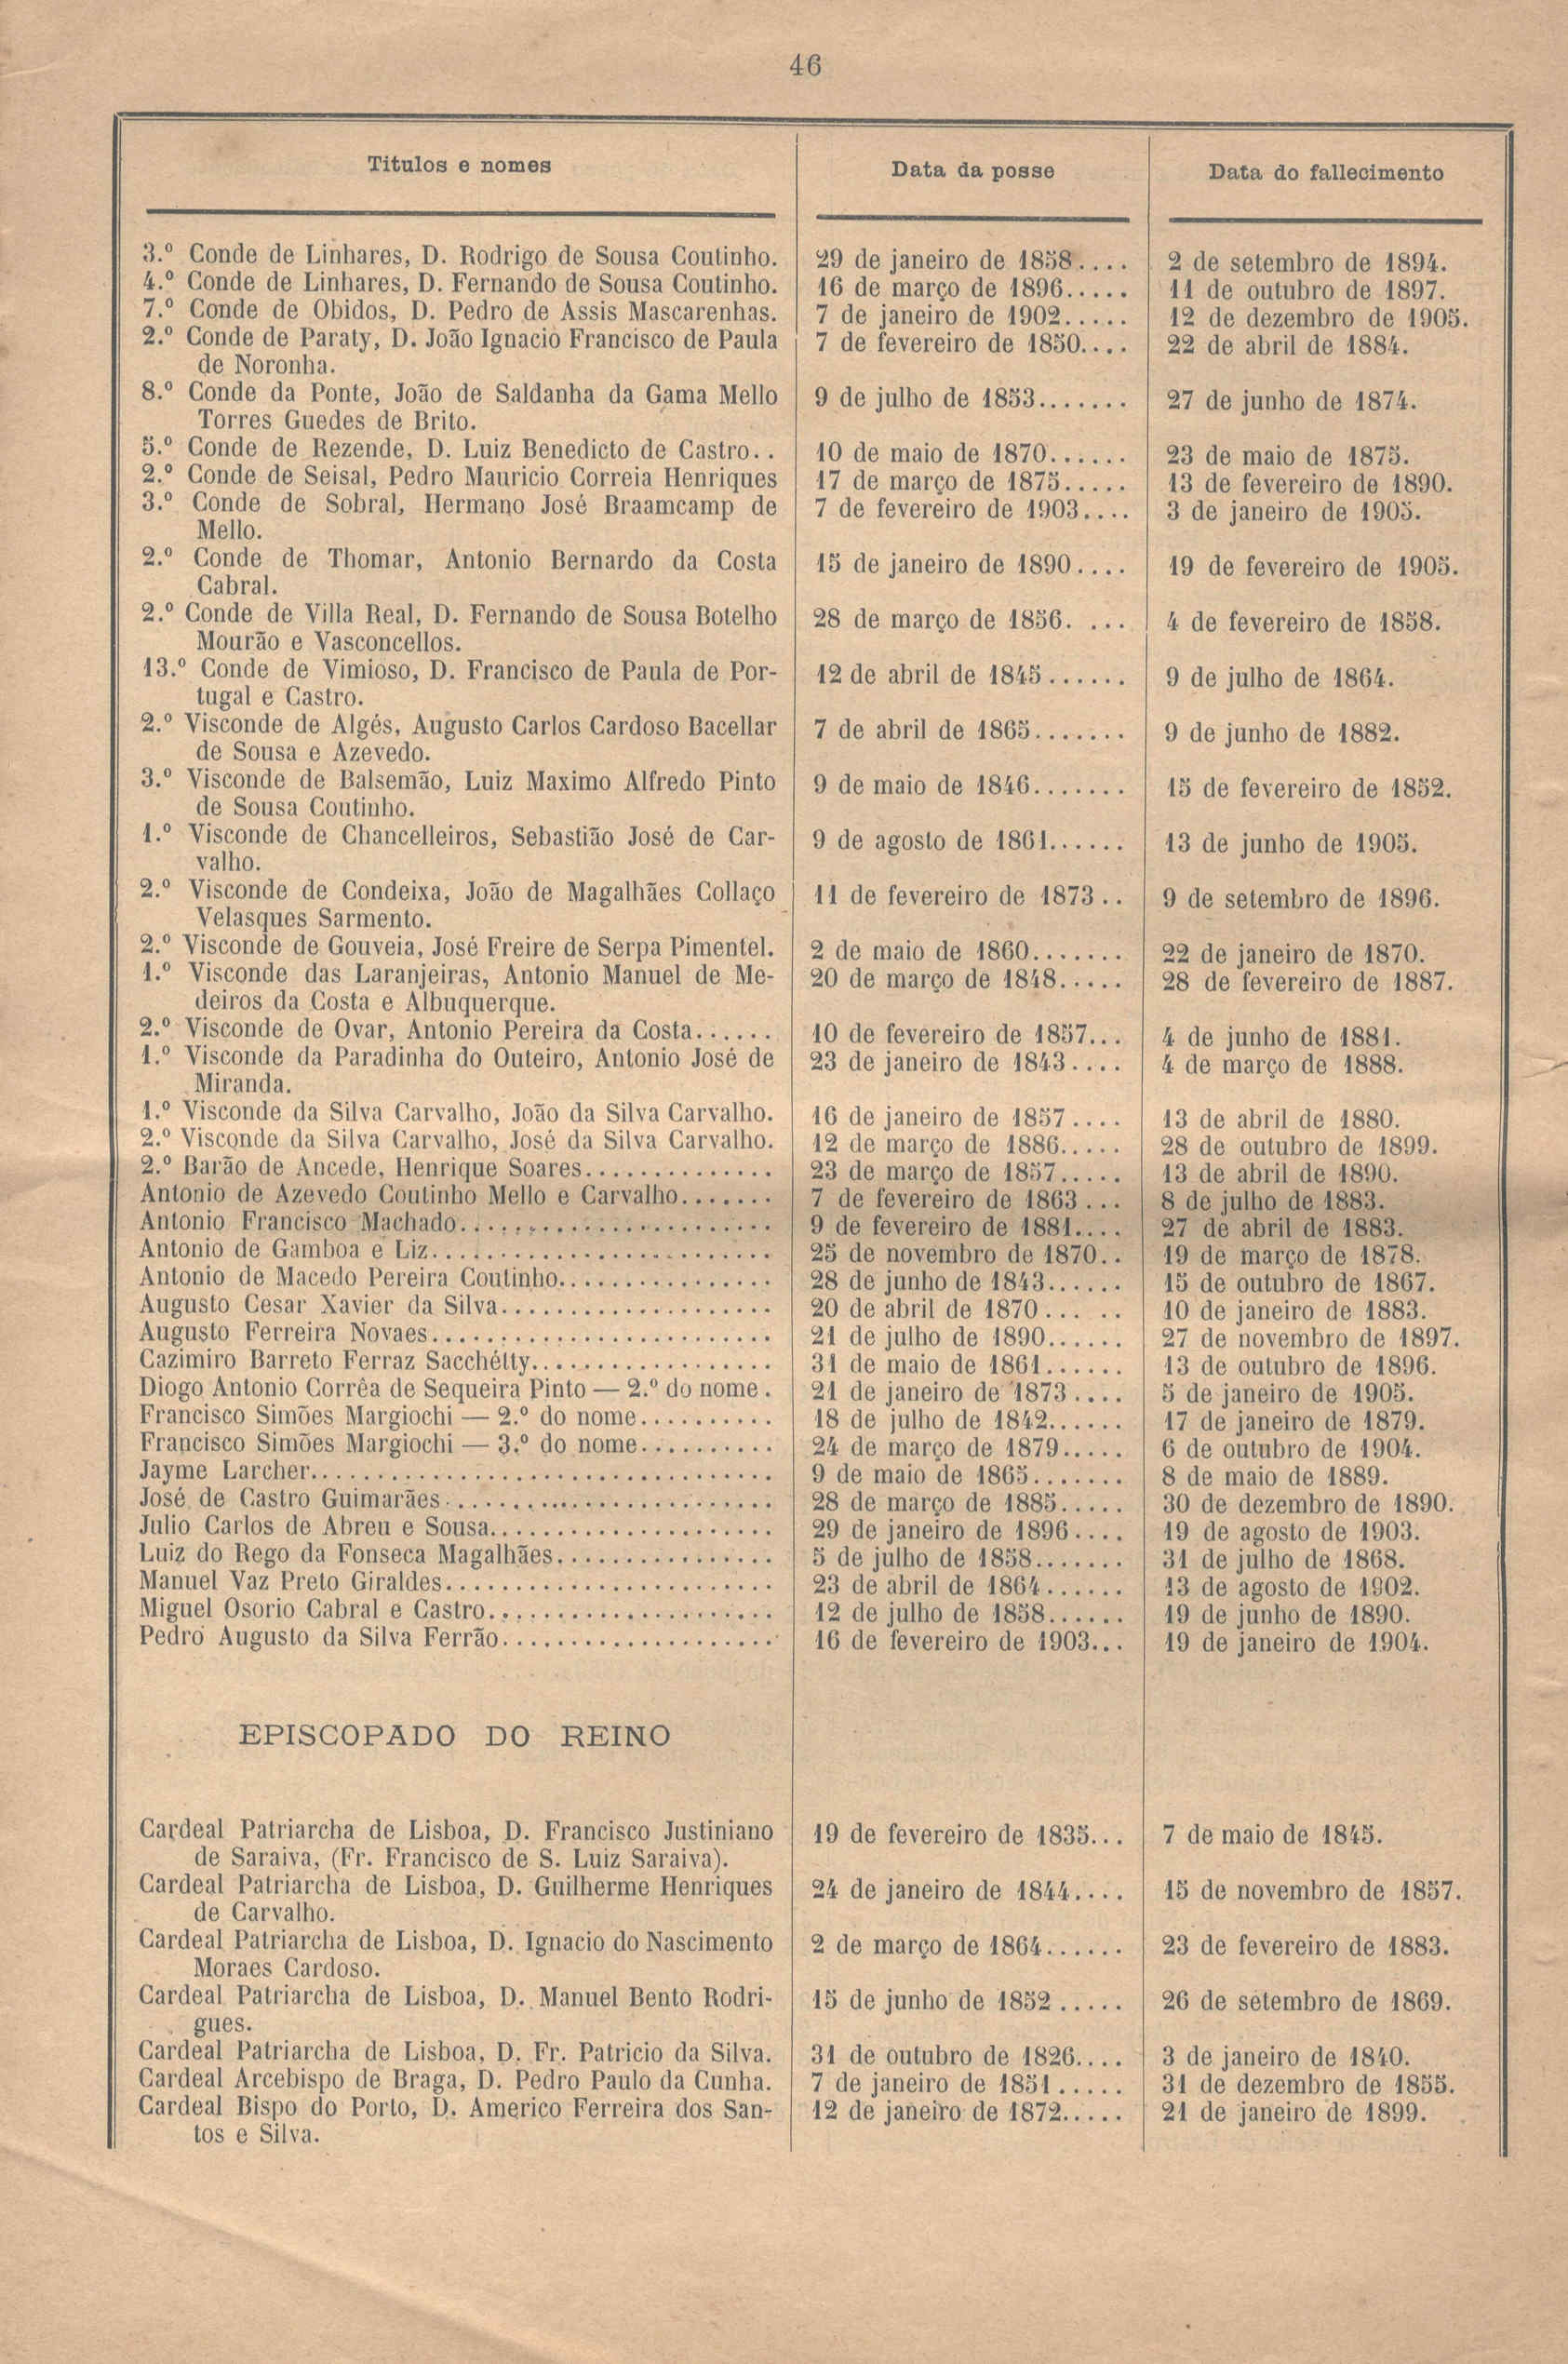 46
Titulos e nomes Data da posse Data do fallecimento
3.º Conde de Linhares, D. Rodrigo de Sousa Coutinho. 29 de janeiro de 1858.... 2 de setembro de 1894.
4.º Conde de Linhares, D. Fernando de Sousa Coutinho. 16 de março de 1896..... 11 de outubro de 1897.
7.º Conde de Obidos, D. Pedro de Assis Mascarenhas. 7 de janeiro de 1902..... 12 de dezembro de 1905.
2.º Conde de Paraty, D. João Ignacio Francisco de Paula 7 de fevereiro de 1850.... 22 de abril de 1884.
de Noronha.
8.º Conde da Ponte, João de Saldanha da Gama Mello 9 de julho de 1853....... 27 de junho de 1874.
Torres Guedes de Brito.
5.º Conde de Rezende, D. Luiz Benedicto de Castro.. 10 de maio de 1870...... 23 de maio de 1875.
2.º Conde de Seisal, Pedro Mauricio Correia Henriques 17 de março de 1875..... 13 de fevereiro de 1890.
3.º Conde de Sobral, Hermano José Braamcamp de 7 de fevereiro de 1903.... 3 de janeiro de 1905.
Mello.
2.º Conde de Thomar, Antonio Bernardo da Costa 15 de janeiro de 1890.... 19 de fevereiro de 1905.
Cabral.
2.º Conde de Villa Real, D. Fernando de Sousa Botelho 28 de março de 1856. ... 4 de fevereiro de 1858.
Mourão e Vasconcellos.
13.º Conde de Vimioso, D. Francisco de Paula de Por- 12 de abril de 1845...... 9 de julho de 1864.
tugal e Castro.
2.º Visconde de Algés, Augusto Carlos Cardoso Bacellar 7 de abril de 1865....... 9 de junho de 1882.
de Sousa e Azevedo.
3.º Visconde de Balsemão, Luiz Maximo Alfredo Pinto 9 de maio de 1846....... 15 de fevereiro de 1852.
de Sousa Coutinho.
1.º Visconde de Chancelleiros, Sebastião José de Car- 9 de agosto de 1861...... 13 de junho de 1905.
valho.
2.º Visconde de Condeixa, João de Magalhães Collaço 11 de fevereiro de 1873.. 9 de setembro de 1896.
Velasques Sarmento.
2.º Visconde de Gouveia, José Freire de Serpa Pimentel. 2 de maio de 1860....... 22 de janeiro de 1870.
1.º Visconde das Laranjeiras, Antonio Manuel de Me- 20 de março de 1848..... 28 de fevereiro de 1887.
deiros da Costa e Albuquerque.
2.º Visconde de Ovar, Antonio Pereira da Costa...... 10 de fevereiro de 1857... 4 de junho de 1881.
1.º Visconde da Paradinha do Outeiro, Antonio José de 23 de janeiro de 1843.... 4 de março de 1888.
Miranda.
1.º Visconde da Silva Carvalho, João da Silva Carvalho. 16 de janeiro de 1857.... 13 de abril de 1880.
2.º Visconde da Silva Carvalho, José da Silva Carvalho. 12 de março de 1886..... 28 de outubro de 1899.
2.º Barão de Ancede, Henrique Soares.............. 23 de março de 1857..... 13 de abril de 1890.
Antonio de Azevedo Coutinho Mello e Carvalho....... 7 de fevereiro de 1863... 8 de julho de 1883.
Antonio Francisco Machado....................... 9 de fevereiro de 1881.... 27 de abril de 1883.
Antonio de Gamboa e Liz......................... 25 de novembro de 1870.. 19 de março de 1878.
Antonio de Macedo Pereira Coutinho................ 28 de junho de 1843...... 15 de outubro de 1867.
Augusto Cesar Xavier da Silva.................... 20 de abril de 1870... .. 10 de janeiro de 1883.
Augusto Ferreira Novaes......................... 21 de julho de 1890...... 27 de novembro de 1897.
Cazimiro Barreto Ferraz Sacchétty.................. 31 de maio de 1861...... 13 de outubro de 1896.
Diogo Antonio Corrêa de Sequeira Pinto — 2.º do nome. 21 de janeiro de 1873.... 5 de janeiro de 1905.
Francisco Simões Margiochi — 2.º do nome.......... 18 de julho de 1842...... 17 de janeiro de 1879.
Francisco Simões Margiochi — 3.º do nome.......... 24 de março de 1879..... 6 de outubro de 1904.
Jayme Larcher.................................. 9 de maio de 1865....... 8 de maio de 1889.
José de Castro Guimarães........................ 28 de março de 1885..... 30 de dezembro de 1890.
Julio Carlos de Abreu e Sousa..................... 29 de janeiro de 1896.... 19 de agosto de 1903.
Luiz do Rego da Fonseca Magalhães................ 5 de julho de 1858....... 31 de julho de 1868.
Manuel Vaz Preto Giraldes........................ 23 de abril de 1864...... 13 de agosto de 1902.
Miguel Osorio Cabral e Castro..................... 12 de julho de 1858...... 19 de junho de 1890.
Pedro Augusto da Silva Ferrão.................... 16 de fevereiro de 1903... 19 de janeiro de 1904.
EPISCOPADO DO REINO
Cardeal Patriarcha de Lisboa, D. Francisco Justiniano 19 de fevereiro de 1835... 7 de maio de 1845.
de Saraiva, (Fr. Francisco de S. Luiz Saraiva).
Cardeal Patriarcha de Lisboa, D. Guilherme Henriques 24 de janeiro de 1844.... 15 de novembro de 1857.
de Carvalho.
Cardeal Patriarcha de Lisboa, D. Ignacio do Nascimento 2 de março de 1864...... 23 de fevereiro de 1883.
Moraes Cardoso.
Cardeal Patriarcha de Lisboa, D. Manuel Bento Rodri- 15 de junho de 1852..... 26 de setembro de 1869.
gues.
Cardeal Patriarcha de Lisboa, D. Fr. Patricio da Silva. 31 de outubro de 1826.... 3 de janeiro de 1840.
Cardeal Arcebispo de Braga, D. Pedro Paulo da Cunha. 7 de janeiro de 1851..... 31 de dezembro de 1855.
Cardeal Bispo do Porto, D. Americo Ferreira dos San- 12 de janeiro de 1872..... 21 de janeiro de 1899.
tos e Silva.